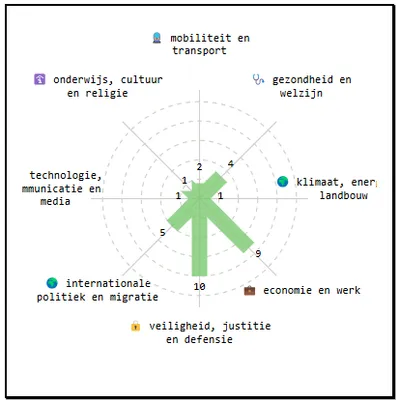 mobiliteit en
transport
onderwijs, cultuur
en religie
gezondheid en
welzijn
technologie,
mmunicatie en
media
klimaat, energ
landbouw
1
2
4
1
1
5
9
10
internationale
politiek en migratie
economie en werk
veiligheid, justitie
en defensie